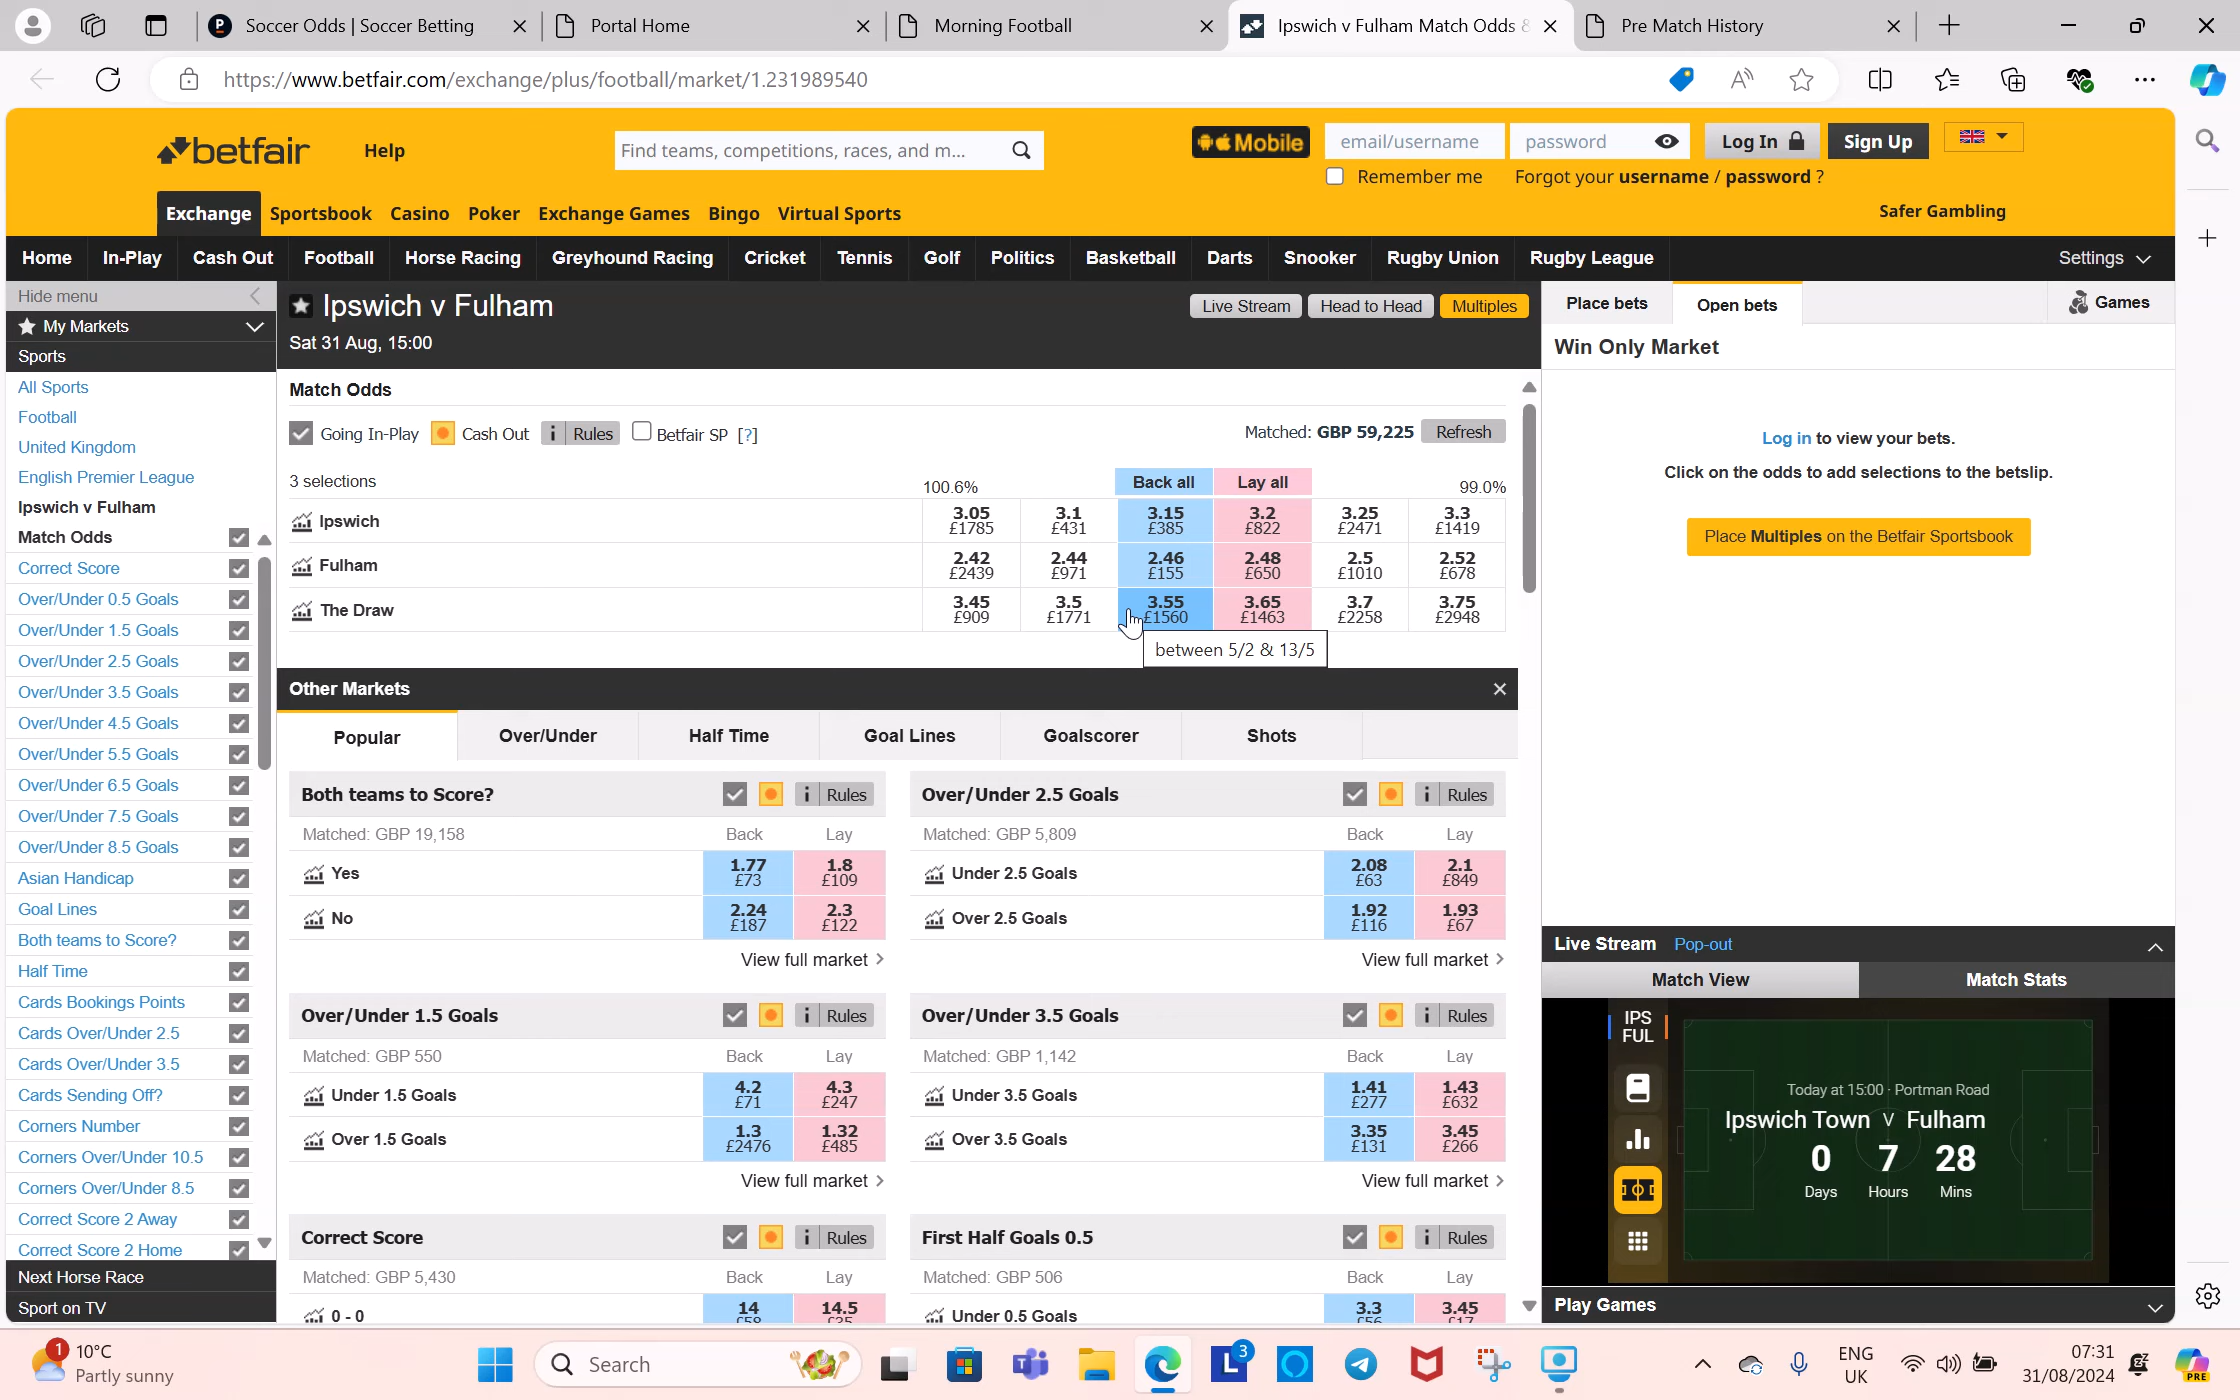 Soccer Odds | Soccer Betting
Portal Home
Morning Football
Ipswich v Fulham Match Odds &
Pre Match History
https://www.betfair.com/exchange/plus/football/market/1.231989540
betfair
Help
Find teams, competitions, races, and m...
Mobile
email/username
password
Log In
Sign Up
Remember me
Forgot your username / password ?
Exchange Sportsbook Casino Poker Exchange Games Bingo Virtual Sports
Safer Gambling
Home In-Play Cash Out Football Horse Racing Greyhound Racing Cricket Tennis Golf Politics Basketball Darts Snooker Rugby Union Rugby League
Settings
Hide menu
My Markets
Sports
All Sports
Football
United Kingdom
English Premier League
Ipswich v Fulham
Match Odds
Correct Score
Over/Under 0.5 Goals
Over/Under 1.5 Goals
Over/Under 2.5 Goals
Over/Under 3.5 Goals
Over/Under 4.5 Goals
Over/Under 5.5 Goals
Over/Under 6.5 Goals
Over/Under 7.5 Goals
Over/Under 8.5 Goals
Asian Handicap
Goal Lines
Both teams to Score?
Half Time
Cards Bookings Points
Cards Over/Under 2.5
Cards Over/Under 3.5
Cards Sending Off?
Corners Number
Corners Over/Under 10.5
Corners Over/Under 8.5
Correct Score 2 Away
Correct Score 2 Home
Next Horse Race
Sport on TV
Ipswich v Fulham
Live Stream
Head to Head
Multiples
Sat 31 Aug, 15:00
Match Odds
Going In-Play
Cash Out
i Rules
Betfair SP [?]
Matched: GBP 59,225
Refresh
3 selections
100.6%
Back all
Lay all
99.0%
Ipswich
3.05 3.1 3.15 3.2 3.25 3.3
£1785 £431 £385 £822 £2471 £1419
Fulham
2.42 2.44 2.46 2.48 2.5 2.52
£2439 £971 £155 £650 £1010 £678
The Draw
3.45 3.5 3.55 3.65 3.7 3.75
£909 £1771 £1560 £1463 £2258 £2948
between 5/2 & 13/5
Other Markets
Popular
Over/Under
Half Time
Goal Lines
Goalscorer
Shots
Both teams to Score?
i Rules
Matched: GBP 19,158
Back Lay
Yes
1.77 1.8
£73 £109
No
2.24 2.3
£187 £122
View full market
Over/Under 2.5 Goals
i Rules
Matched: GBP 5,809
Back Lay
Under 2.5 Goals
2.08 2.1
£63 £849
Over 2.5 Goals
1.92 1.93
£116 £67
View full market
Over/Under 1.5 Goals
i Rules
Matched: GBP 550
Back Lay
Under 1.5 Goals
4.2 4.3
£71 £247
Over 1.5 Goals
1.3 1.32
£2476 £485
View full market
Over/Under 3.5 Goals
i Rules
Matched: GBP 1,142
Back Lay
Under 3.5 Goals
1.41 1.43
£277 £632
Over 3.5 Goals
3.35 3.45
£131 £266
View full market
Correct Score
i Rules
Matched: GBP 5,430
Back Lay
0 - 0
14 14.5
First Half Goals 0.5
i Rules
Matched: GBP 506
Back Lay
Under 0.5 Goals
3.3 3.45
Place bets
Open bets
Games
Win Only Market
Log in to view your bets.
Click on the odds to add selections to the betslip.
Place Multiples on the Betfair Sportsbook
Live Stream Pop-out
Match View
Match Stats
IPS
FUL
Today at 15:00 · Portman Road
Ipswich Town v Fulham
0 7 28
Days Hours Mins
Play Games
1
10°C
Partly sunny
Search
L
3
ENG
UK
07:31
31/08/2024
PRE